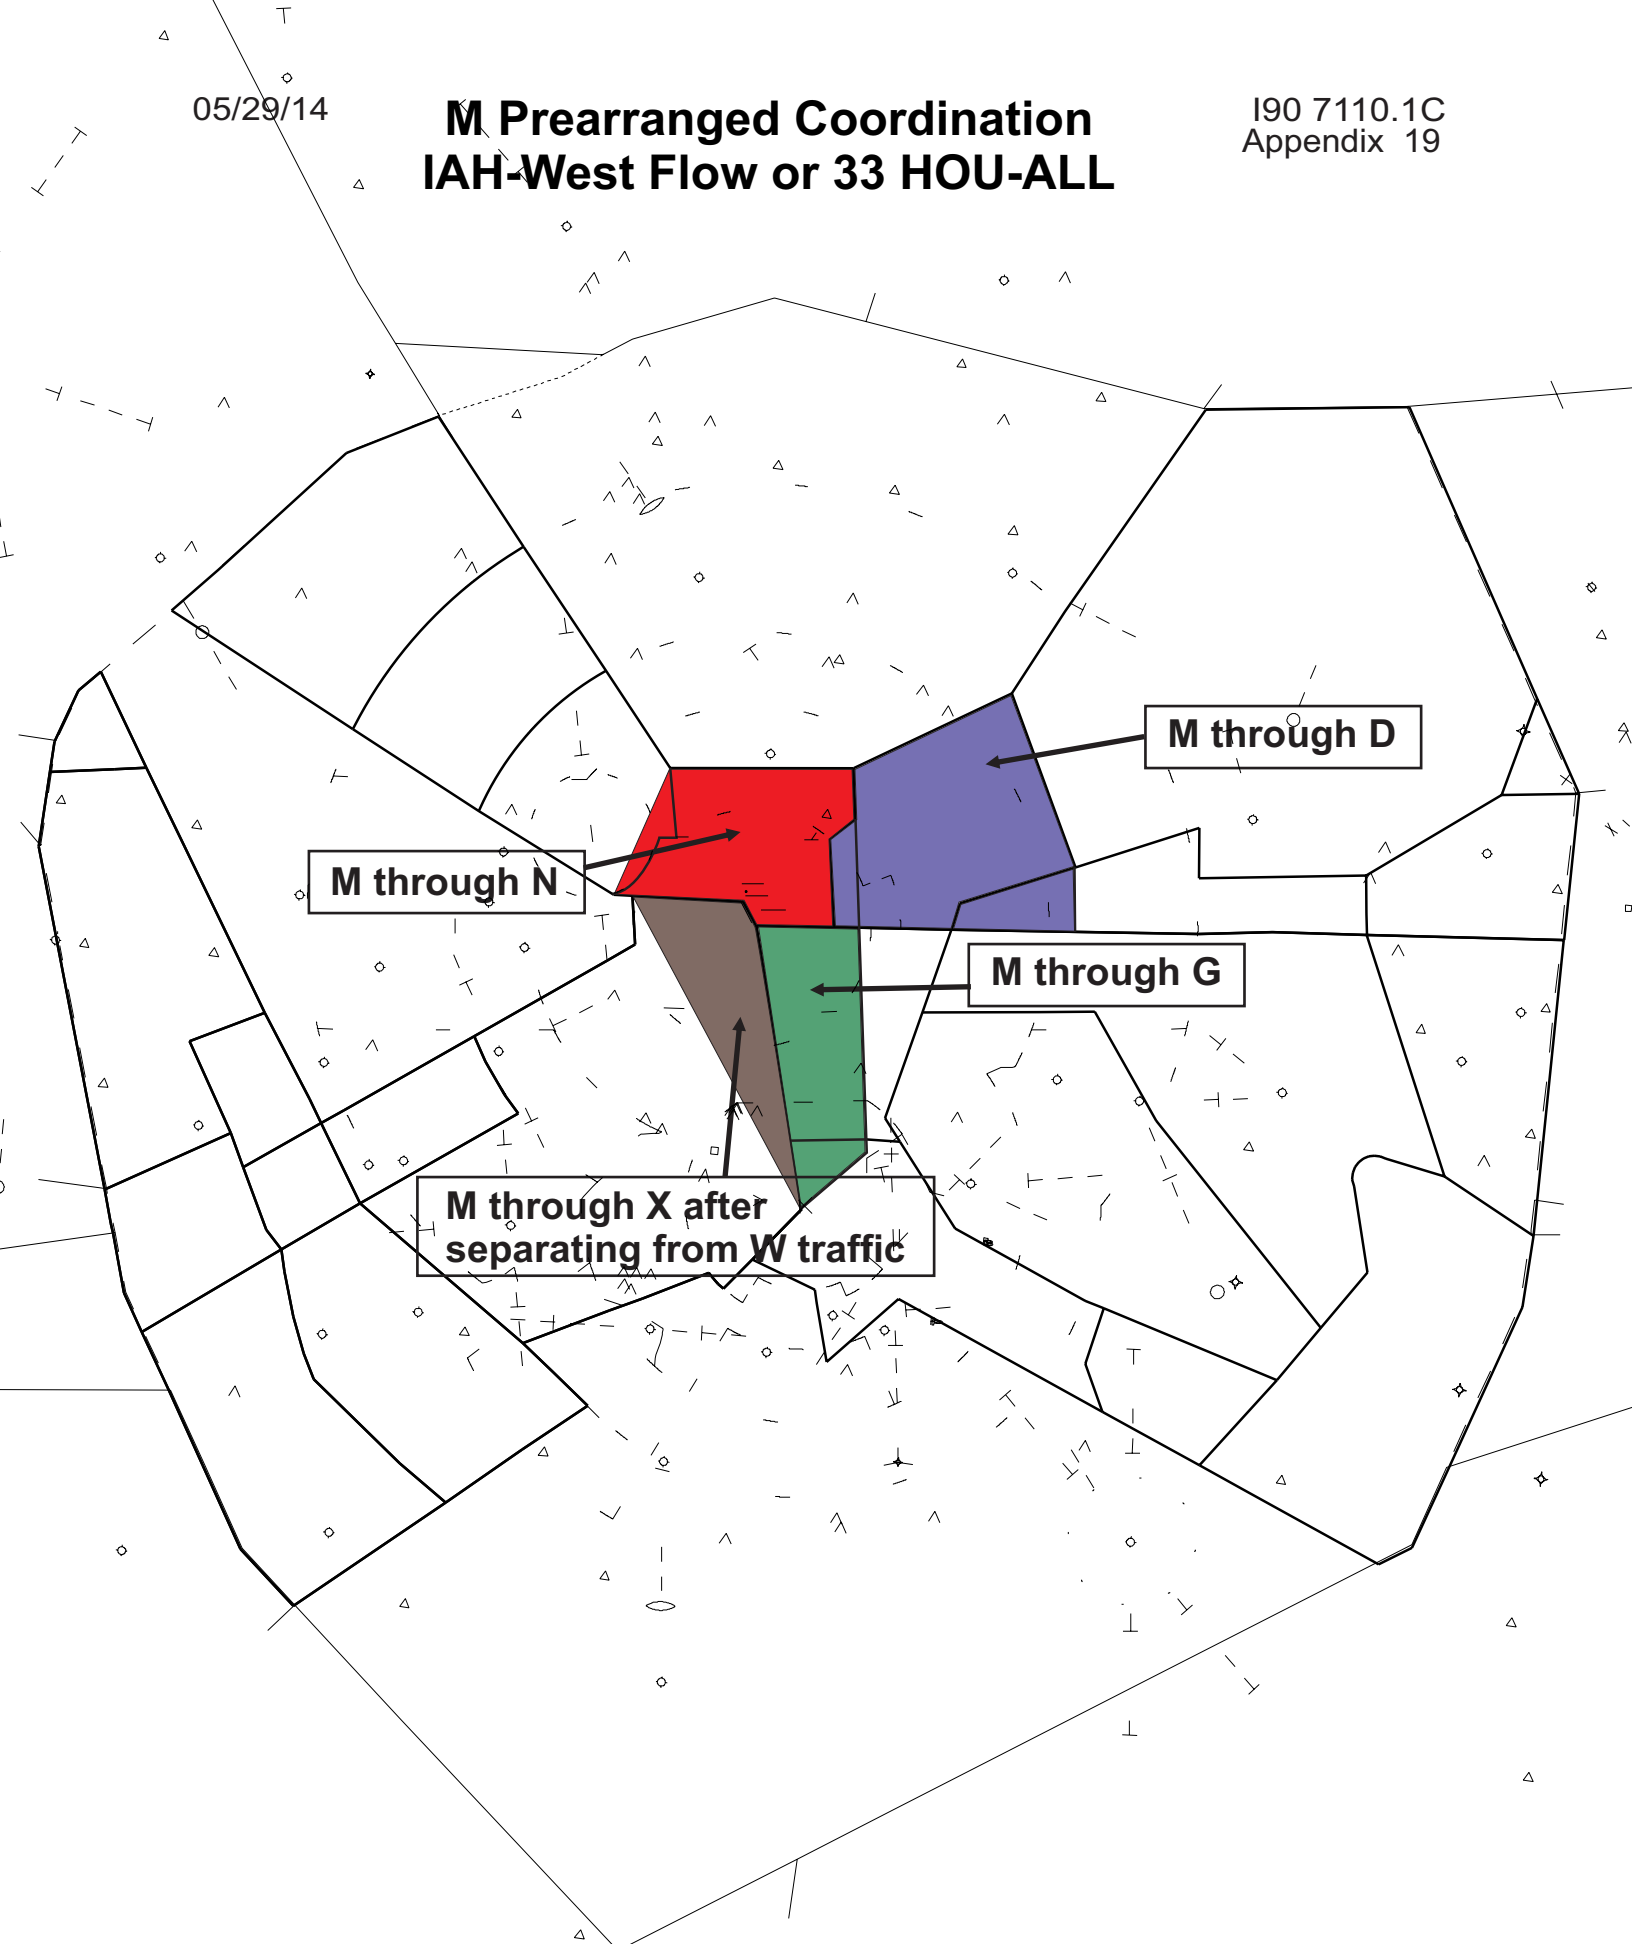 05/29/14
M Prearranged Coordination
IAH-West Flow or 33 HOU-ALL
I90 7110.1C
Appendix 19
M through D
M through N
M through G
M through X after
separating from W traffic